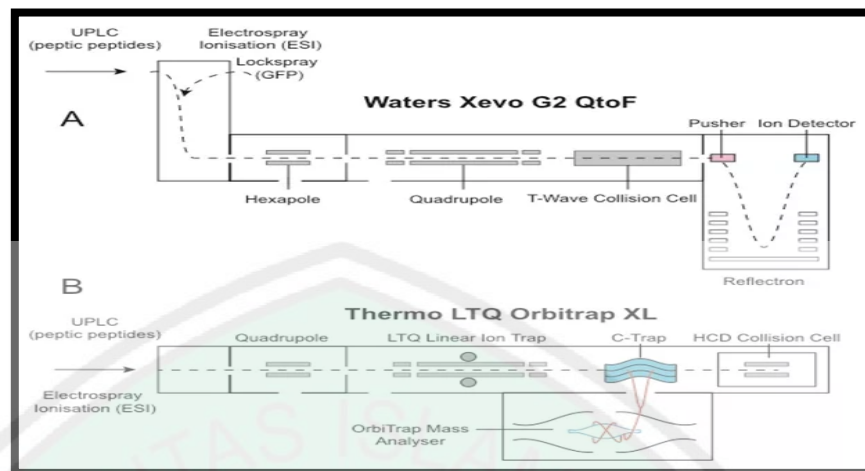 UPLC
(peptic peptides)
Electrospray
Ionisation (ESI)
Lockspray
(GFP)
A
Waters Xevo G2 QtoF
Pusher Ion Detector
Hexapole
Quadrupole
T-Wave Collision Cell
Reflectron
B
Thermo LTQ Orbitrap XL
UPLC
(peptic peptides)
Quadrupole
LTQ Linear Ion Trap
C-Trap
HCD Collision Cell
Electrospray
Ionisation (ESI)
OrbiTrap Mass
Analyser
TAS ISLA